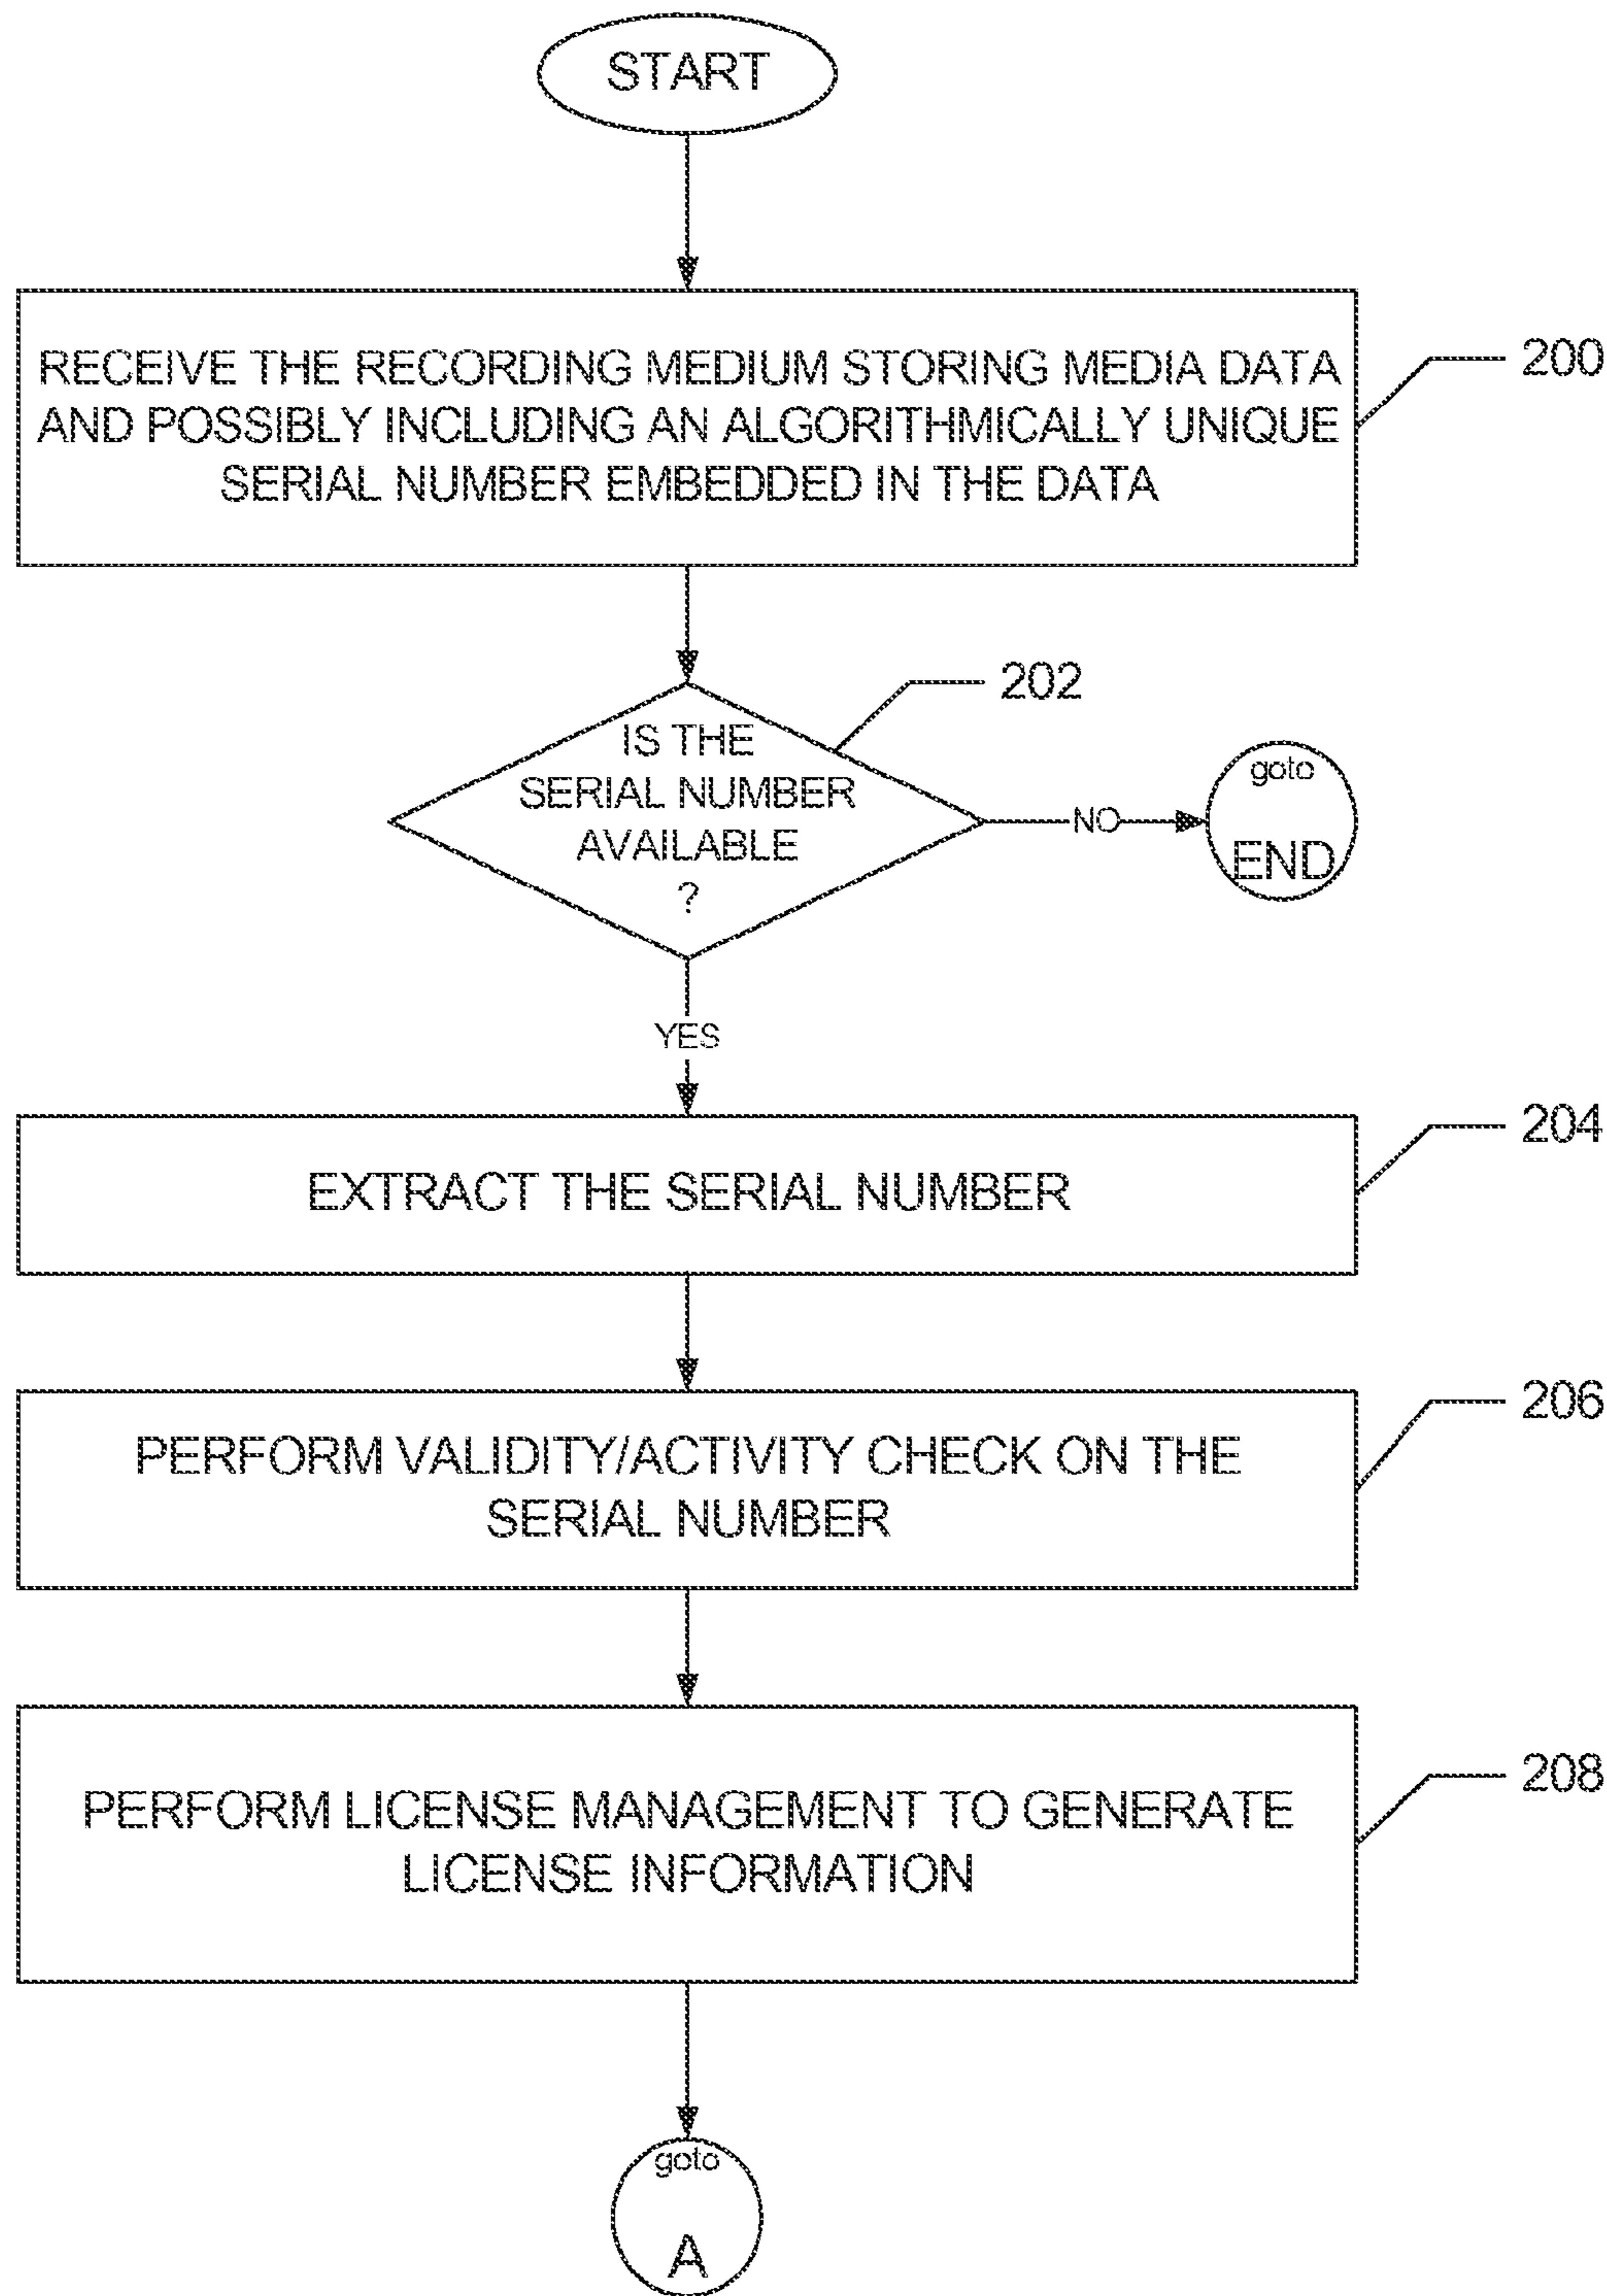 START
RECEIVE THE RECORDING MEDIUM STORING MEDIA DATA
AND POSSIBLY INCLUDING AN ALGORITHMICALLY UNIQUE
SERIAL NUMBER EMBEDDED IN THE DATA
200
202
IS THE
SERIAL NUMBER
AVAILABLE
?
NO
goto
END
YES
204
EXTRACT THE SERIAL NUMBER
206
PERFORM VALIDITY/ACTIVITY CHECK ON THE
SERIAL NUMBER
208
PERFORM LICENSE MANAGEMENT TO GENERATE
LICENSE INFORMATION
goto
A